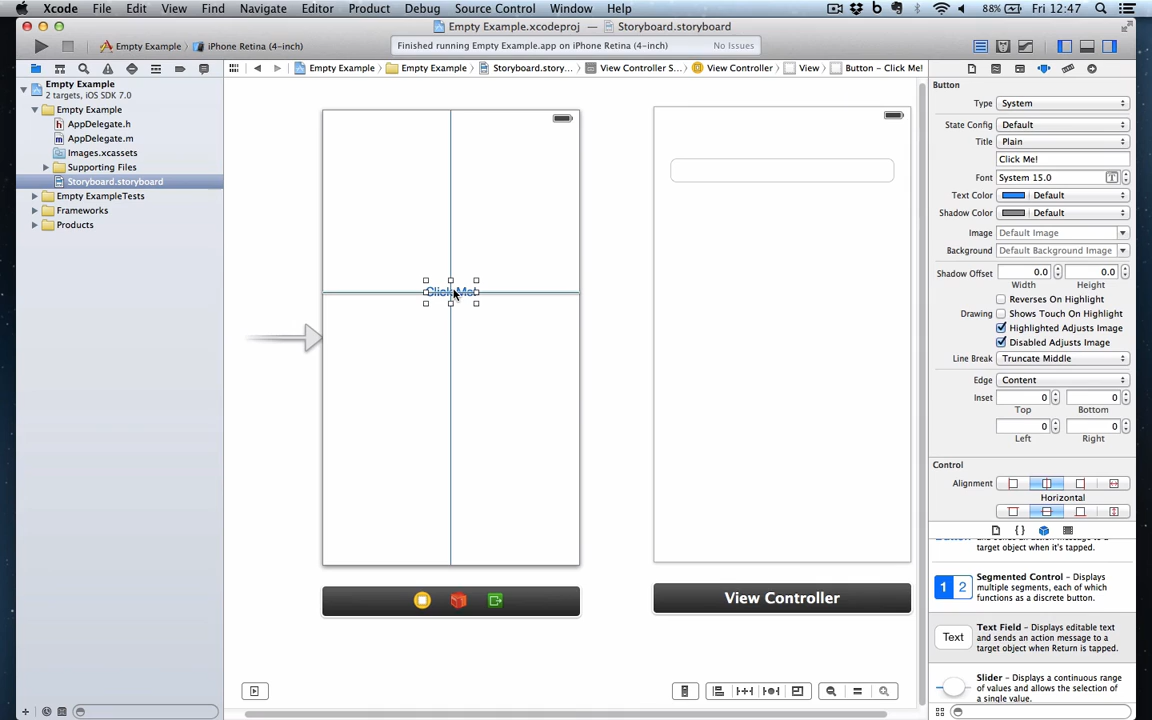 Xcode File Edit View Find Navigate Editor Product Debug Source Control Window Help 88% Fri 12:47
Empty Example.xcodeproj — Storyboard.storyboard
Empty Example iPhone Retina (4-inch) Finished running Empty Example.app on iPhone Retina (4-inch) No Issues
Empty Example Empty Example Storyboard.story... View Controller S... View Controller View Button – Click Me!
Empty Example
2 targets, iOS SDK 7.0
Empty Example
AppDelegate.h
AppDelegate.m
Images.xcassets
Supporting Files
Storyboard.storyboard
Empty ExampleTests
Frameworks
Products
Click Me!
View Controller
Button
Type System
State Config Default
Title Plain
Click Me!
Font System 15.0 T
Text Color Default
Shadow Color Default
Image Default Image
Background Default Background Image
Shadow Offset 0.0 0.0
Width Height
Reverses On Highlight
Drawing Shows Touch On Highlight
Highlighted Adjusts Image
Disabled Adjusts Image
Line Break Truncate Middle
Edge Content
Inset 0 0
Top Bottom
0 0
Left Right
Control
Alignment
Horizontal
and sends an action message to a
target object when it's tapped.
1 2 Segmented Control – Displays
multiple segments, each of which
functions as a discrete button.
Text Text Field – Displays editable text
and sends an action message to a
target object when Return is tapped.
Slider – Displays a continuous range
of values and allows the selection of
a single value.